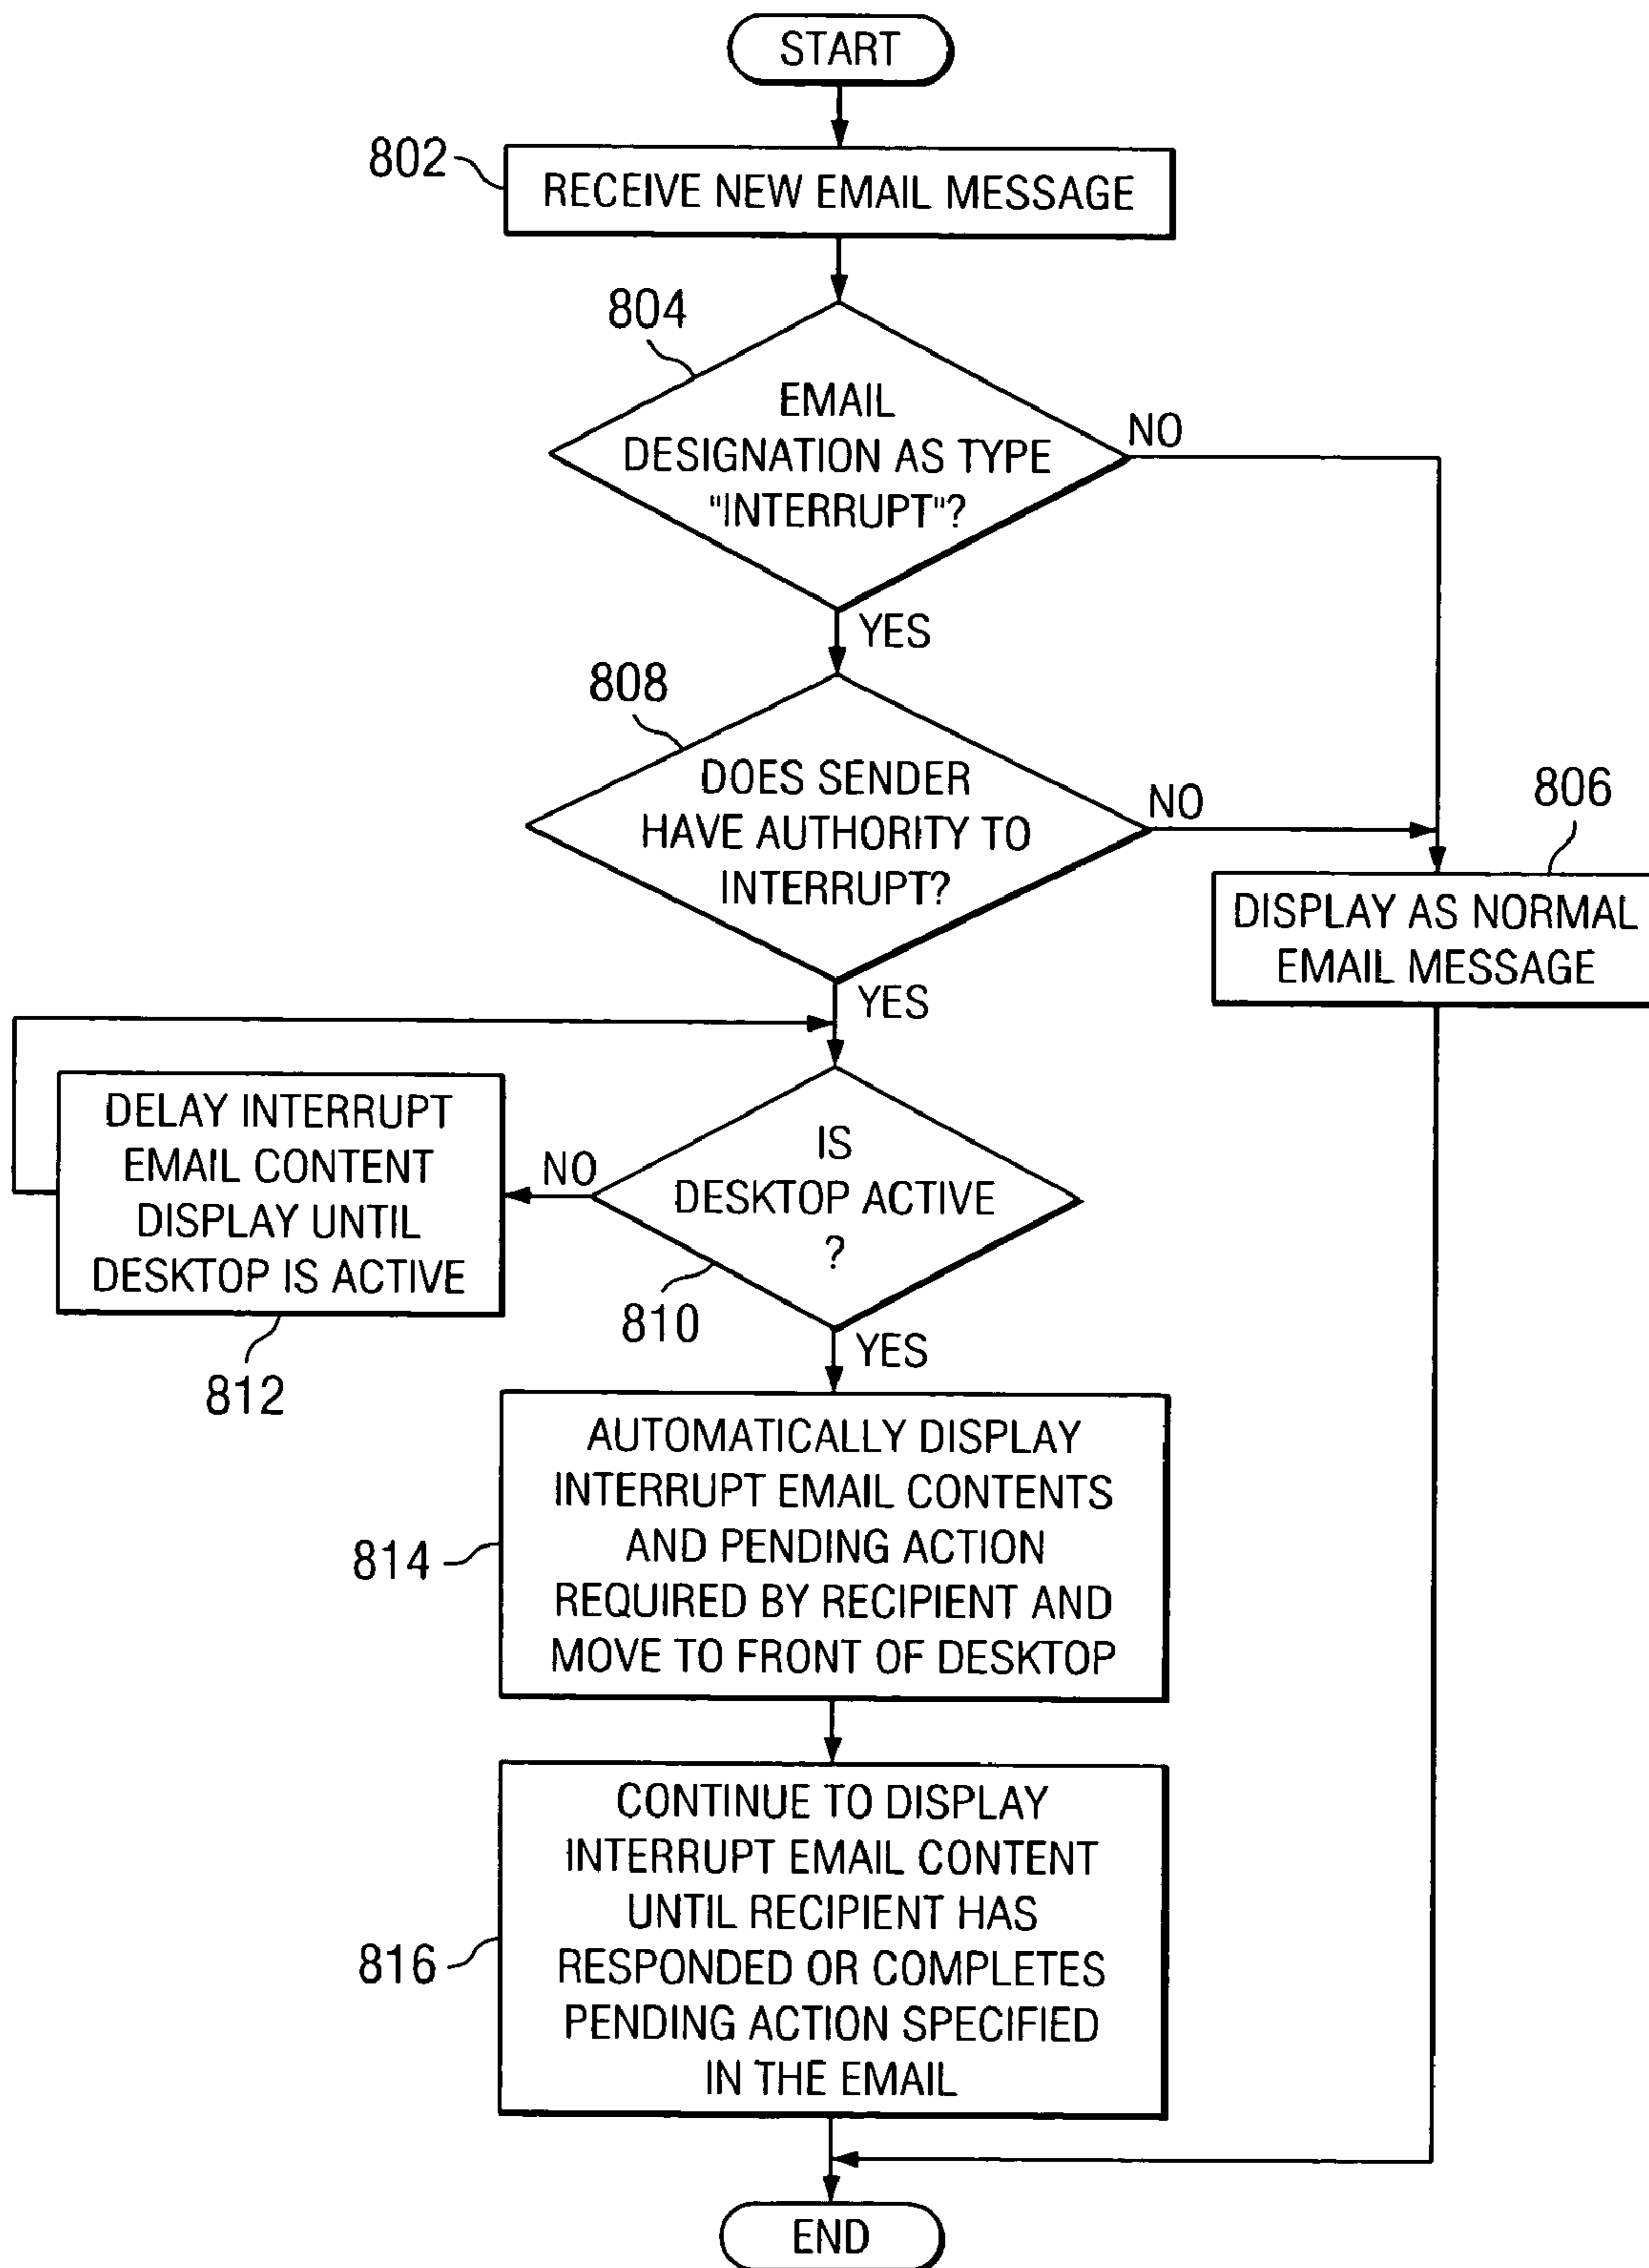 START
802
RECEIVE NEW EMAIL MESSAGE
804
EMAIL
DESIGNATION AS TYPE
"INTERRUPT"?
NO
YES
808
DOES SENDER
HAVE AUTHORITY TO
INTERRUPT?
NO
806
DISPLAY AS NORMAL
EMAIL MESSAGE
YES
DELAY INTERRUPT
EMAIL CONTENT
DISPLAY UNTIL
DESKTOP IS ACTIVE
812
NO
IS
DESKTOP ACTIVE
?
810
YES
AUTOMATICALLY DISPLAY
INTERRUPT EMAIL CONTENTS
AND PENDING ACTION
REQUIRED BY RECIPIENT AND
MOVE TO FRONT OF DESKTOP
814
CONTINUE TO DISPLAY
INTERRUPT EMAIL CONTENT
UNTIL RECIPIENT HAS
RESPONDED OR COMPLETES
PENDING ACTION SPECIFIED
IN THE EMAIL
816
END